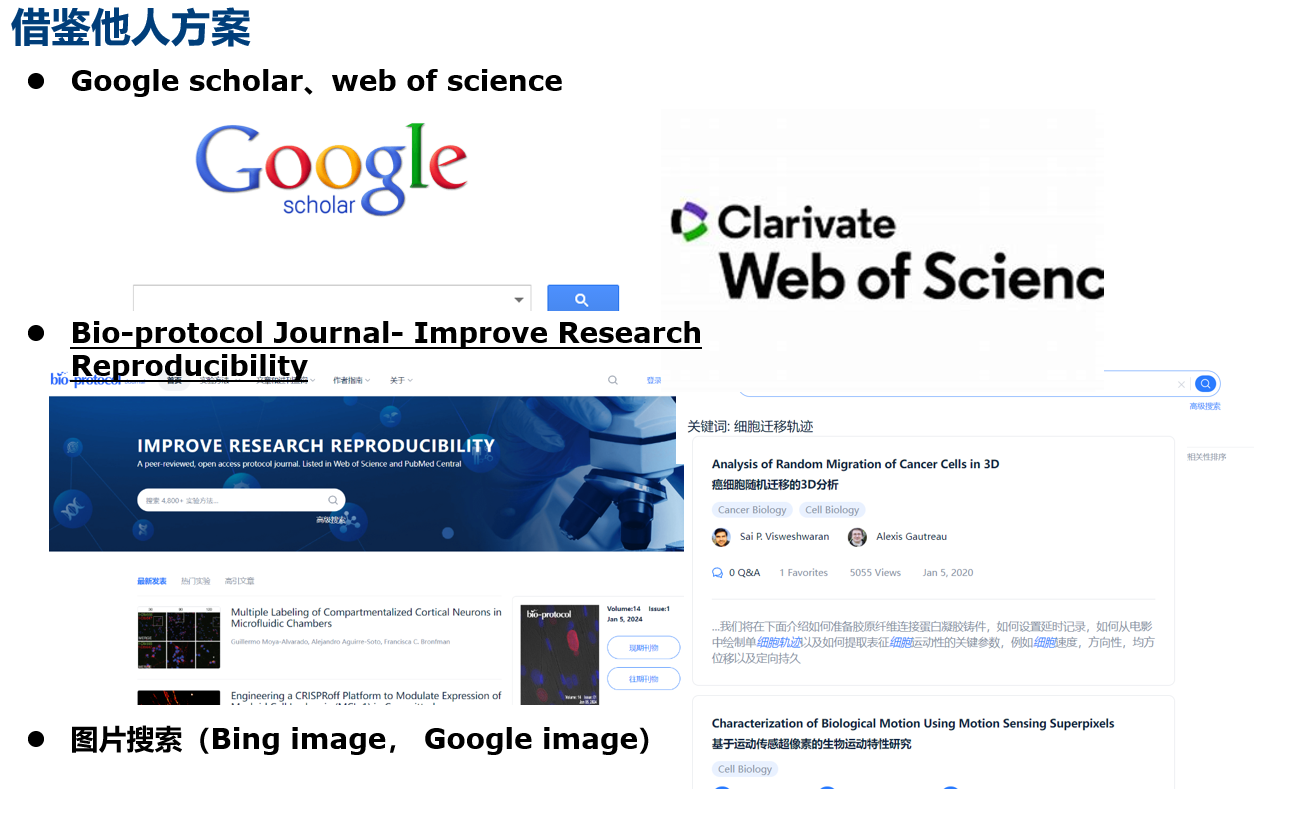 借鉴他人方案
Google scholar、web of science
Google
scholar
Clarivate
Web of Scienc
Bio-protocol Journal- Improve Research
Reproducibility
bio-protocol Journal
首页
作者指南
关于
登录
高级搜索
IMPROVE RESEARCH REPRODUCIBILITY
A peer-reviewed, open access protocol journal. Listed in Web of Science and PubMed Central
搜索 4,800+ 实验方法...
高级搜索
最新发表 热门实验 高引文章
Multiple Labeling of Compartmentalized Cortical Neurons in
Microfluidic Chambers
Guillermo Moya-Alvarado, Alejandro Aguirre-Soto, Francisca C. Bronfman
Engineering a CRISPRoff Platform to Modulate Expression of
bio-protocol
Volume:14 Issue:1
Jan 5, 2024
现期刊物
往期刊物
关键词: 细胞迁移轨迹
相关性排序
Analysis of Random Migration of Cancer Cells in 3D
癌细胞随机迁移的3D分析
Cancer Biology Cell Biology
Sai P. Visweshwaran Alexis Gautreau
0 Q&A 1 Favorites 5055 Views Jan 5, 2020
...我们将在下面介绍如何准备胶原纤维连接蛋白凝胶铸件，如何设置延时记录，如何从电影
中绘制单细胞轨迹以及如何提取表征细胞运动性的关键参数，例如细胞速度，方向性，均方
位移以及定向持久
Characterization of Biological Motion Using Motion Sensing Superpixels
基于运动传感超像素的生物运动特性研究
Cell Biology
图片搜索（Bing image， Google image）